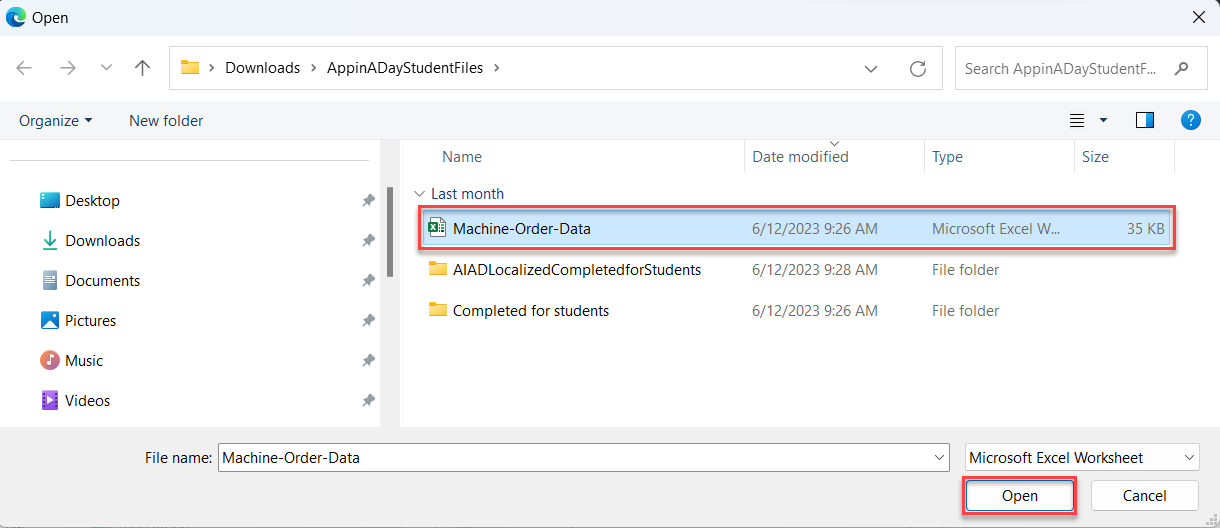 Open
Downloads > AppinADayStudentFiles >
Search AppinADayStudentF...
Organize
New folder
?
Name
Date modified
Type
Size
Last month
Machine-Order-Data 6/12/2023 9:26 AM Microsoft Excel W... 35 KB
AIADLocalizedCompletedforStudents 6/12/2023 9:28 AM File folder
Completed for students 6/12/2023 9:26 AM File folder
Desktop
Downloads
Documents
Pictures
Music
Videos
File name: Machine-Order-Data
Microsoft Excel Worksheet
Open
Cancel